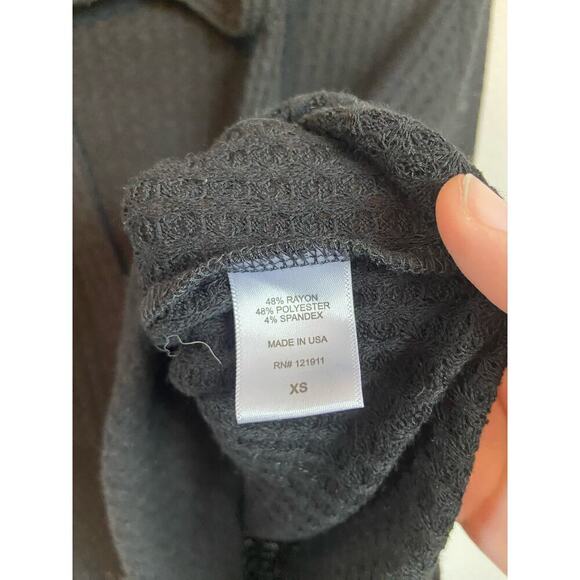 48% RAYON
48% POLYESTER
4% SPANDEX
MADE IN USA
RN# 121911
XS